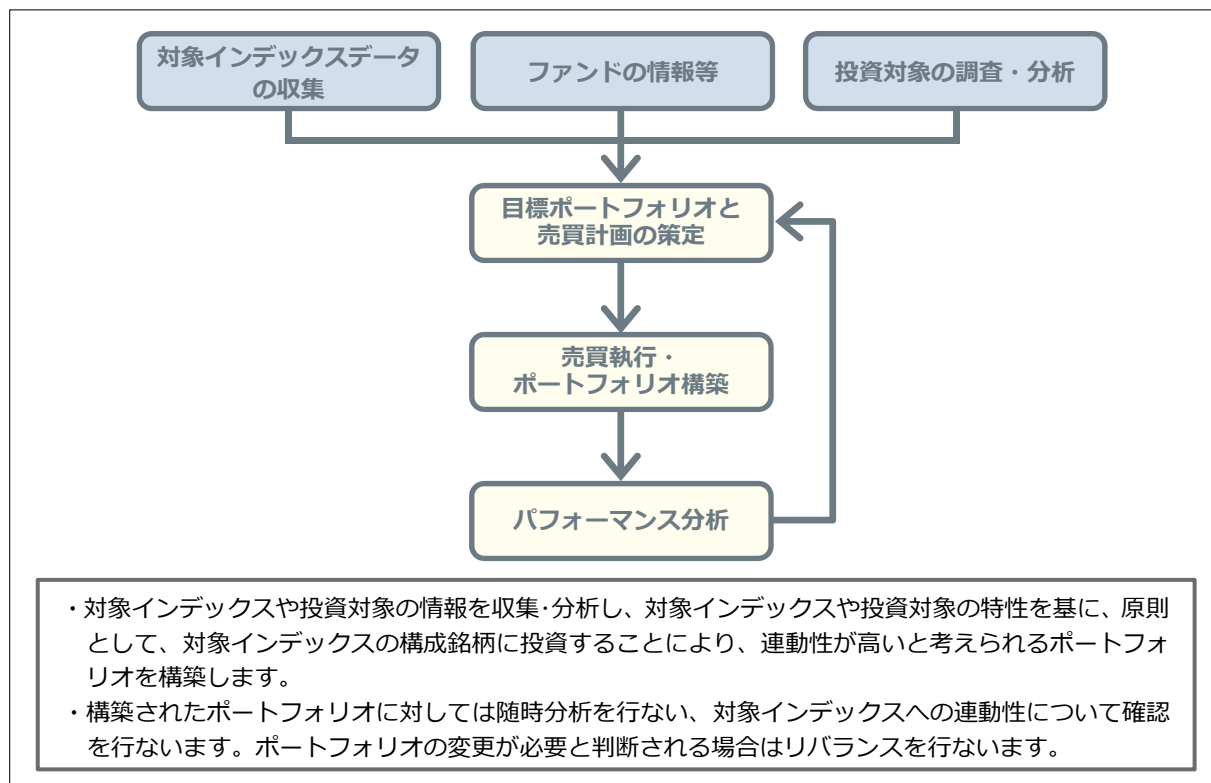 対象インデックスデータ
の収集
ファンドの情報等
投資対象の調査・分析
目標ポートフォリオと
売買計画の策定
売買執行・
ポートフォリオ構築
パフォーマンス分析
・対象インデックスや投資対象の情報を収集･分析し、対象インデックスや投資対象の特性を基に、原則
として、対象インデックスの構成銘柄に投資することにより、連動性が高いと考えられるポートフォ
リオを構築します。
・構築されたポートフォリオに対しては随時分析を行ない、対象インデックスへの連動性について確認
を行ないます。ポートフォリオの変更が必要と判断される場合はリバランスを行ないます。